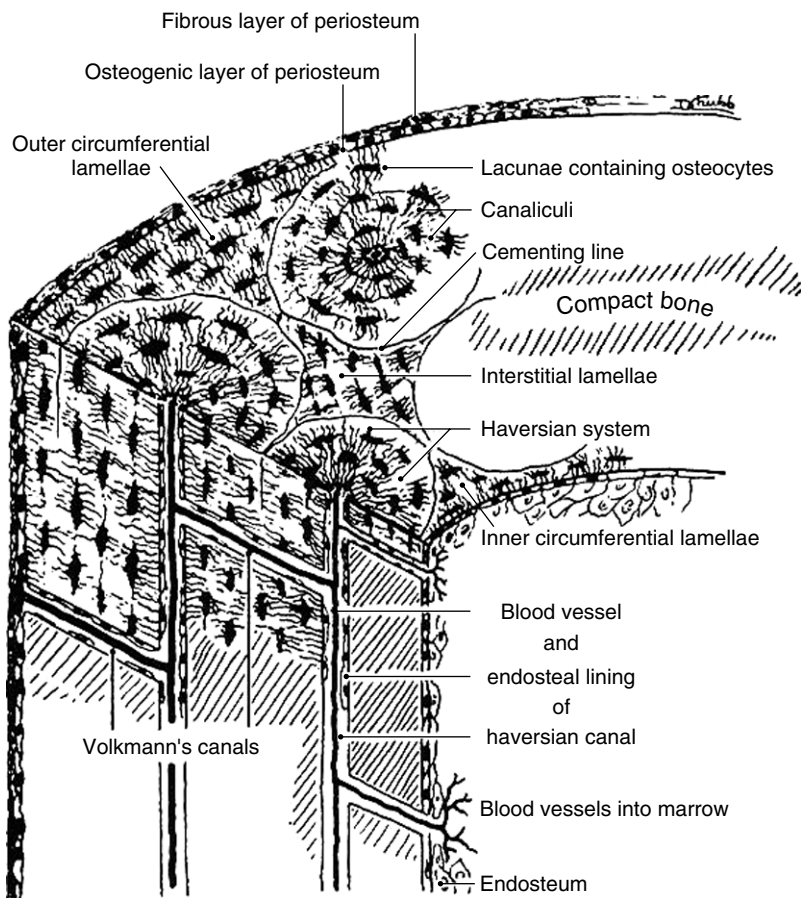 Fibrous layer of periosteum
Osteogenic layer of periosteum
Outer circumferential
lamellae
Lacunae containing osteocytes
Canaliculi
Cementing line
Compact bone
Interstitial lamellae
Haversian system
Inner circumferential lamellae
Blood vessel
and
endosteal lining
of
haversian canal
Volkmann's canals
Blood vessels into marrow
Endosteum